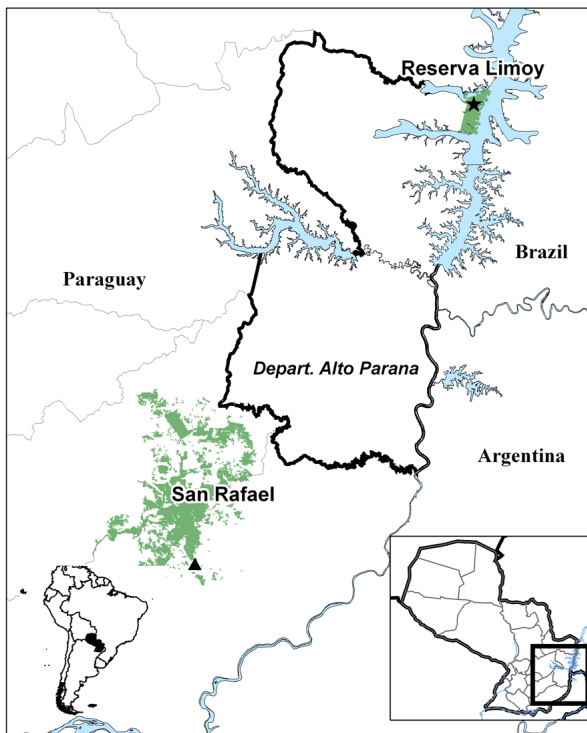 Reserva Limoy
Brazil
Paraguay
Depart. Alto Parana
Argentina
San Rafael